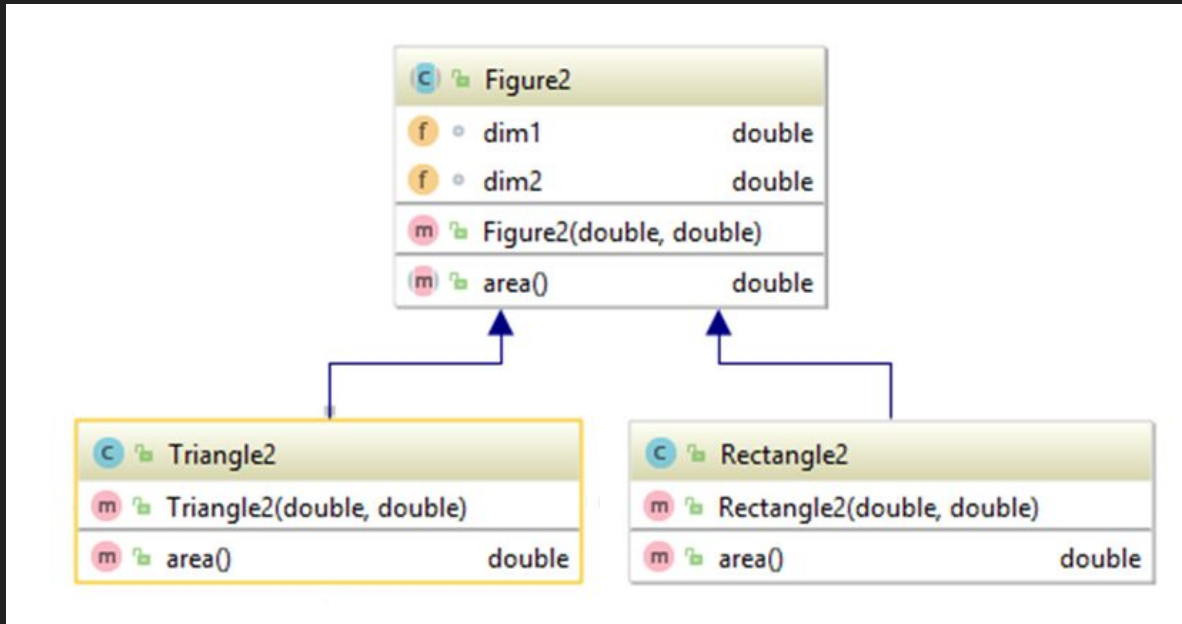 C Figure2
f dim1 double
f dim2 double
m Figure2(double, double)
m area() double
C Triangle2
m Triangle2(double, double)
m area() double
C Rectangle2
m Rectangle2(double, double)
m area() double